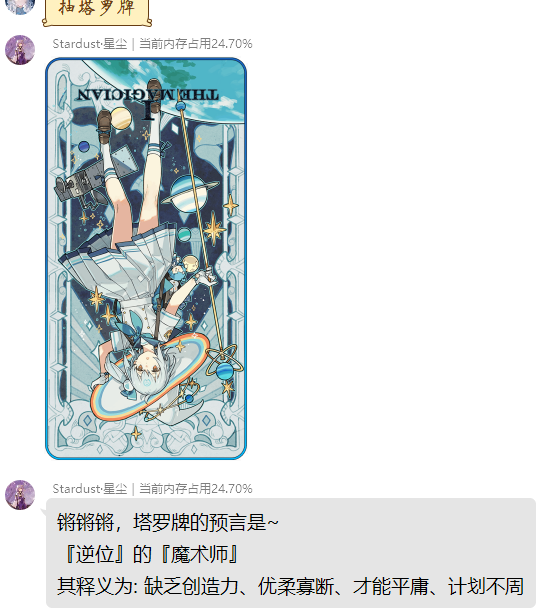 抽塔罗牌
Stardust·星尘 | 当前内存占用24.70%
THE MAGICIAN
I
Stardust·星尘 | 当前内存占用24.70%
锵锵锵，塔罗牌的预言是~
『逆位』的『魔术师』
其释义为: 缺乏创造力、优柔寡断、才能平庸、计划不周